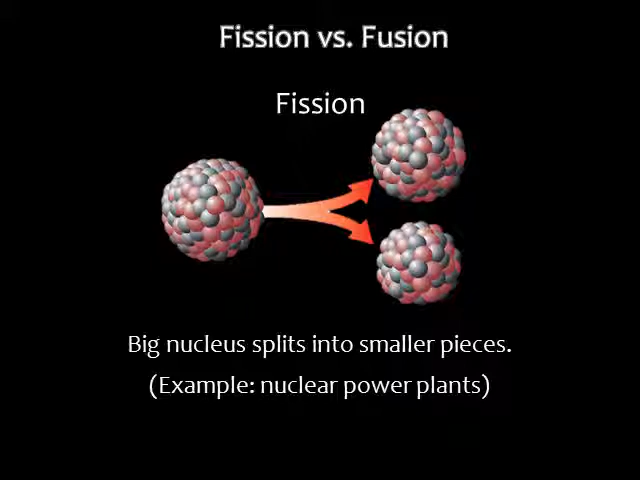 Fission vs. Fusion
Fission
Big nucleus splits into smaller pieces.
(Example: nuclear power plants)